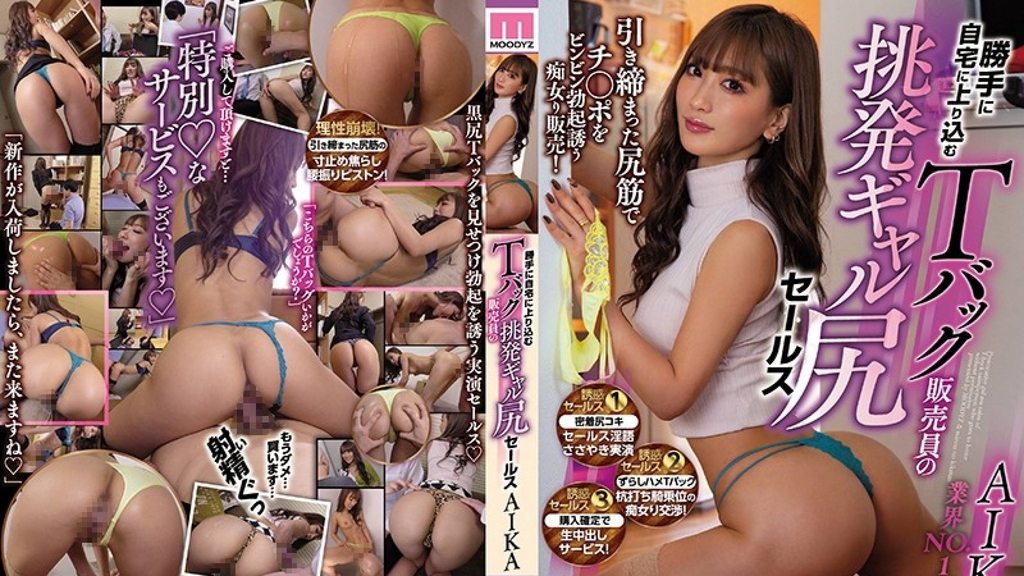 MOODYZ
勝手に
自宅に上り込む
Tバック
販売員の
挑発ギャル尻
セールス
AIK
業界NO.1
引き締まった尻筋で
チ○ポを
ビンビン勃起誘う
痴女り販売!
誘惑
セールス
1
密着尻コキ
セールス淫語
ささやき実演
誘惑
セールス
2
ずらしハメTバック
杭打ち騎乗位の
痴女り交渉!
誘惑
セールス
3
購入確定で
生中出し
サービス!
勝手に自宅に上り込む
Tバック
販売員の
挑発ギャル尻
セールス
AIKA
黒尻Tバックを見せつけ勃起を誘う実演セールス♡
理性崩壊!
引き締まった尻筋の
寸止め焦らし
腰振りピストン!
「こちらのTバックいかが
でしょうか?」
ご購入して頂けますと…
「特別♡な
サービスもございます」♡
「新作が入荷しましたら、また来ますね♡」
もうダメ…
買います…
射精ぐっ